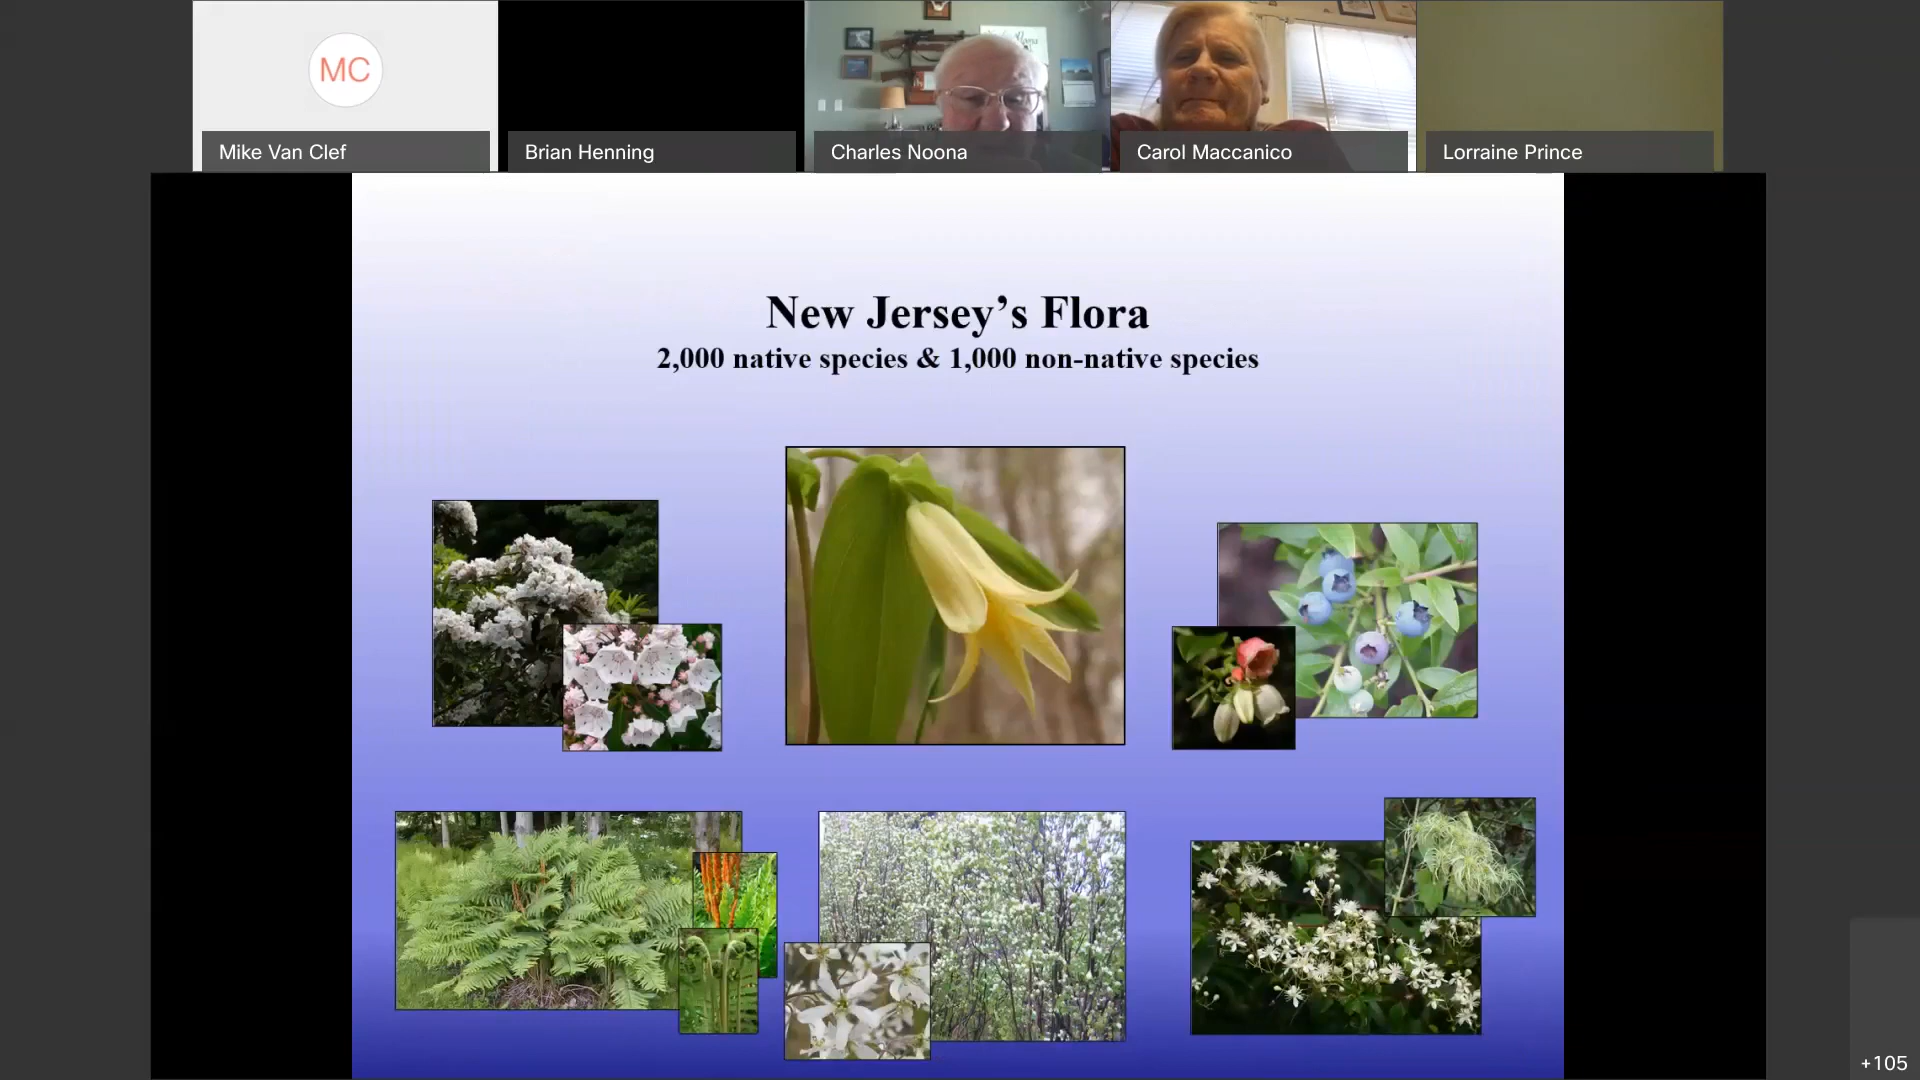 MC
Mike Van Clef
Brian Henning
Charles Noona
Carol Maccanico
Lorraine Prince
New Jersey’s Flora
2,000 native species & 1,000 non-native species
+105